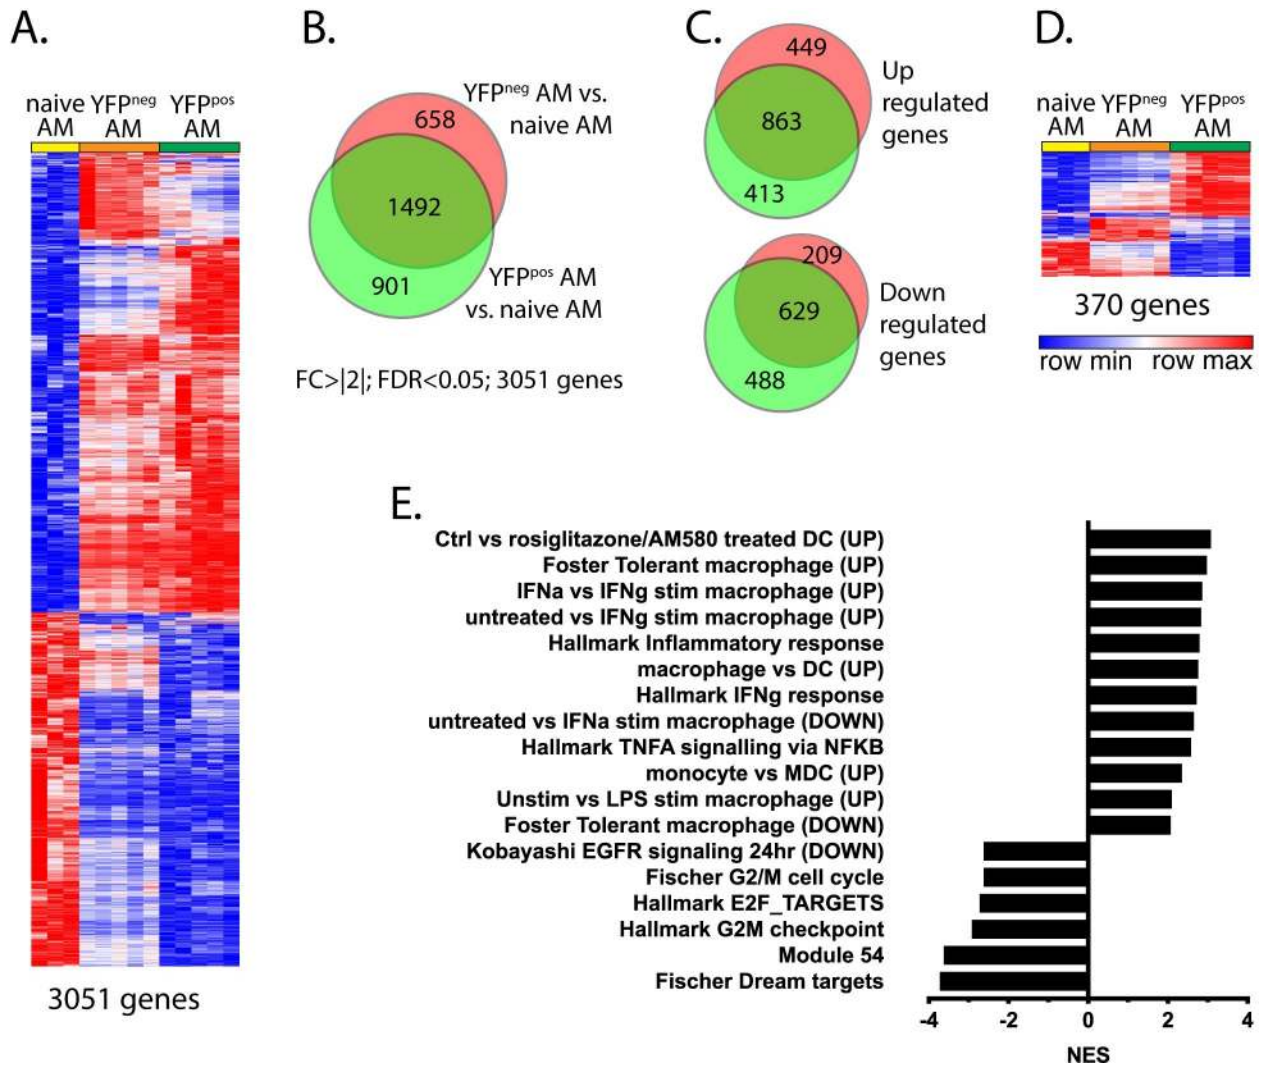 A.
naive YFPneg YFPpos
AM AM AM
3051 genes
B.
YFPneg AM vs.
naive AM
658
1492
901
YFPpos AM
vs. naive AM
FC>|2|; FDR<0.05; 3051 genes
C.
449
863
413
Up
regulated
genes
209
629
488
Down
regulated
genes
D.
naive YFPneg YFPpos
AM AM AM
370 genes
row min row max
E.
Ctrl vs rosiglitazone/AM580 treated DC (UP)
Foster Tolerant macrophage (UP)
IFNa vs IFNg stim macrophage (UP)
untreated vs IFNg stim macrophage (UP)
Hallmark Inflammatory response
macrophage vs DC (UP)
Hallmark IFNg response
untreated vs IFNa stim macrophage (DOWN)
Hallmark TNFA signalling via NFKB
monocyte vs MDC (UP)
Unstim vs LPS stim macrophage (UP)
Foster Tolerant macrophage (DOWN)
Kobayashi EGFR signaling 24hr (DOWN)
Fischer G2/M cell cycle
Hallmark E2F_TARGETS
Hallmark G2M checkpoint
Module 54
Fischer Dream targets
-4 -2 0 2 4
NES